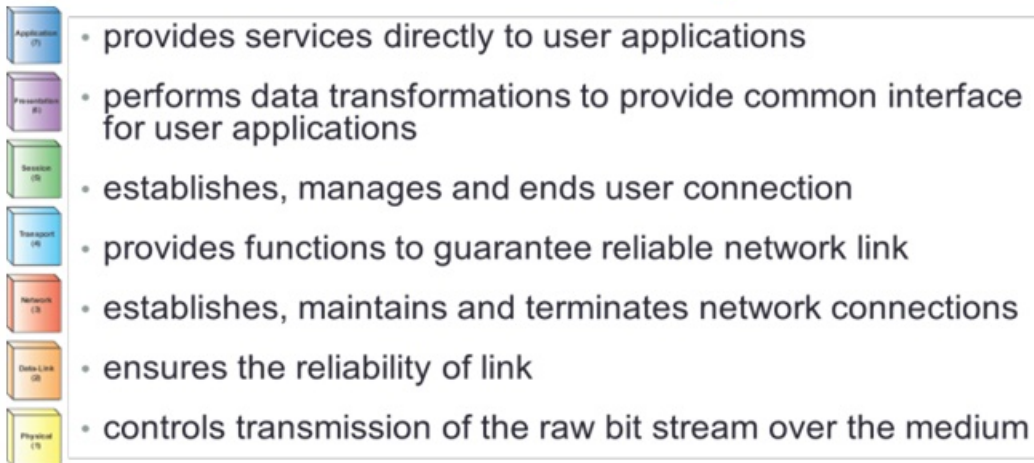 Application
(7)
• provides services directly to user applications
Presentation
(6)
• performs data transformations to provide common interface
for user applications
Session
(5)
• establishes, manages and ends user connection
Transport
(4)
• provides functions to guarantee reliable network link
Network
(3)
• establishes, maintains and terminates network connections
Data-Link
(2)
• ensures the reliability of link
Physical
(1)
• controls transmission of the raw bit stream over the medium